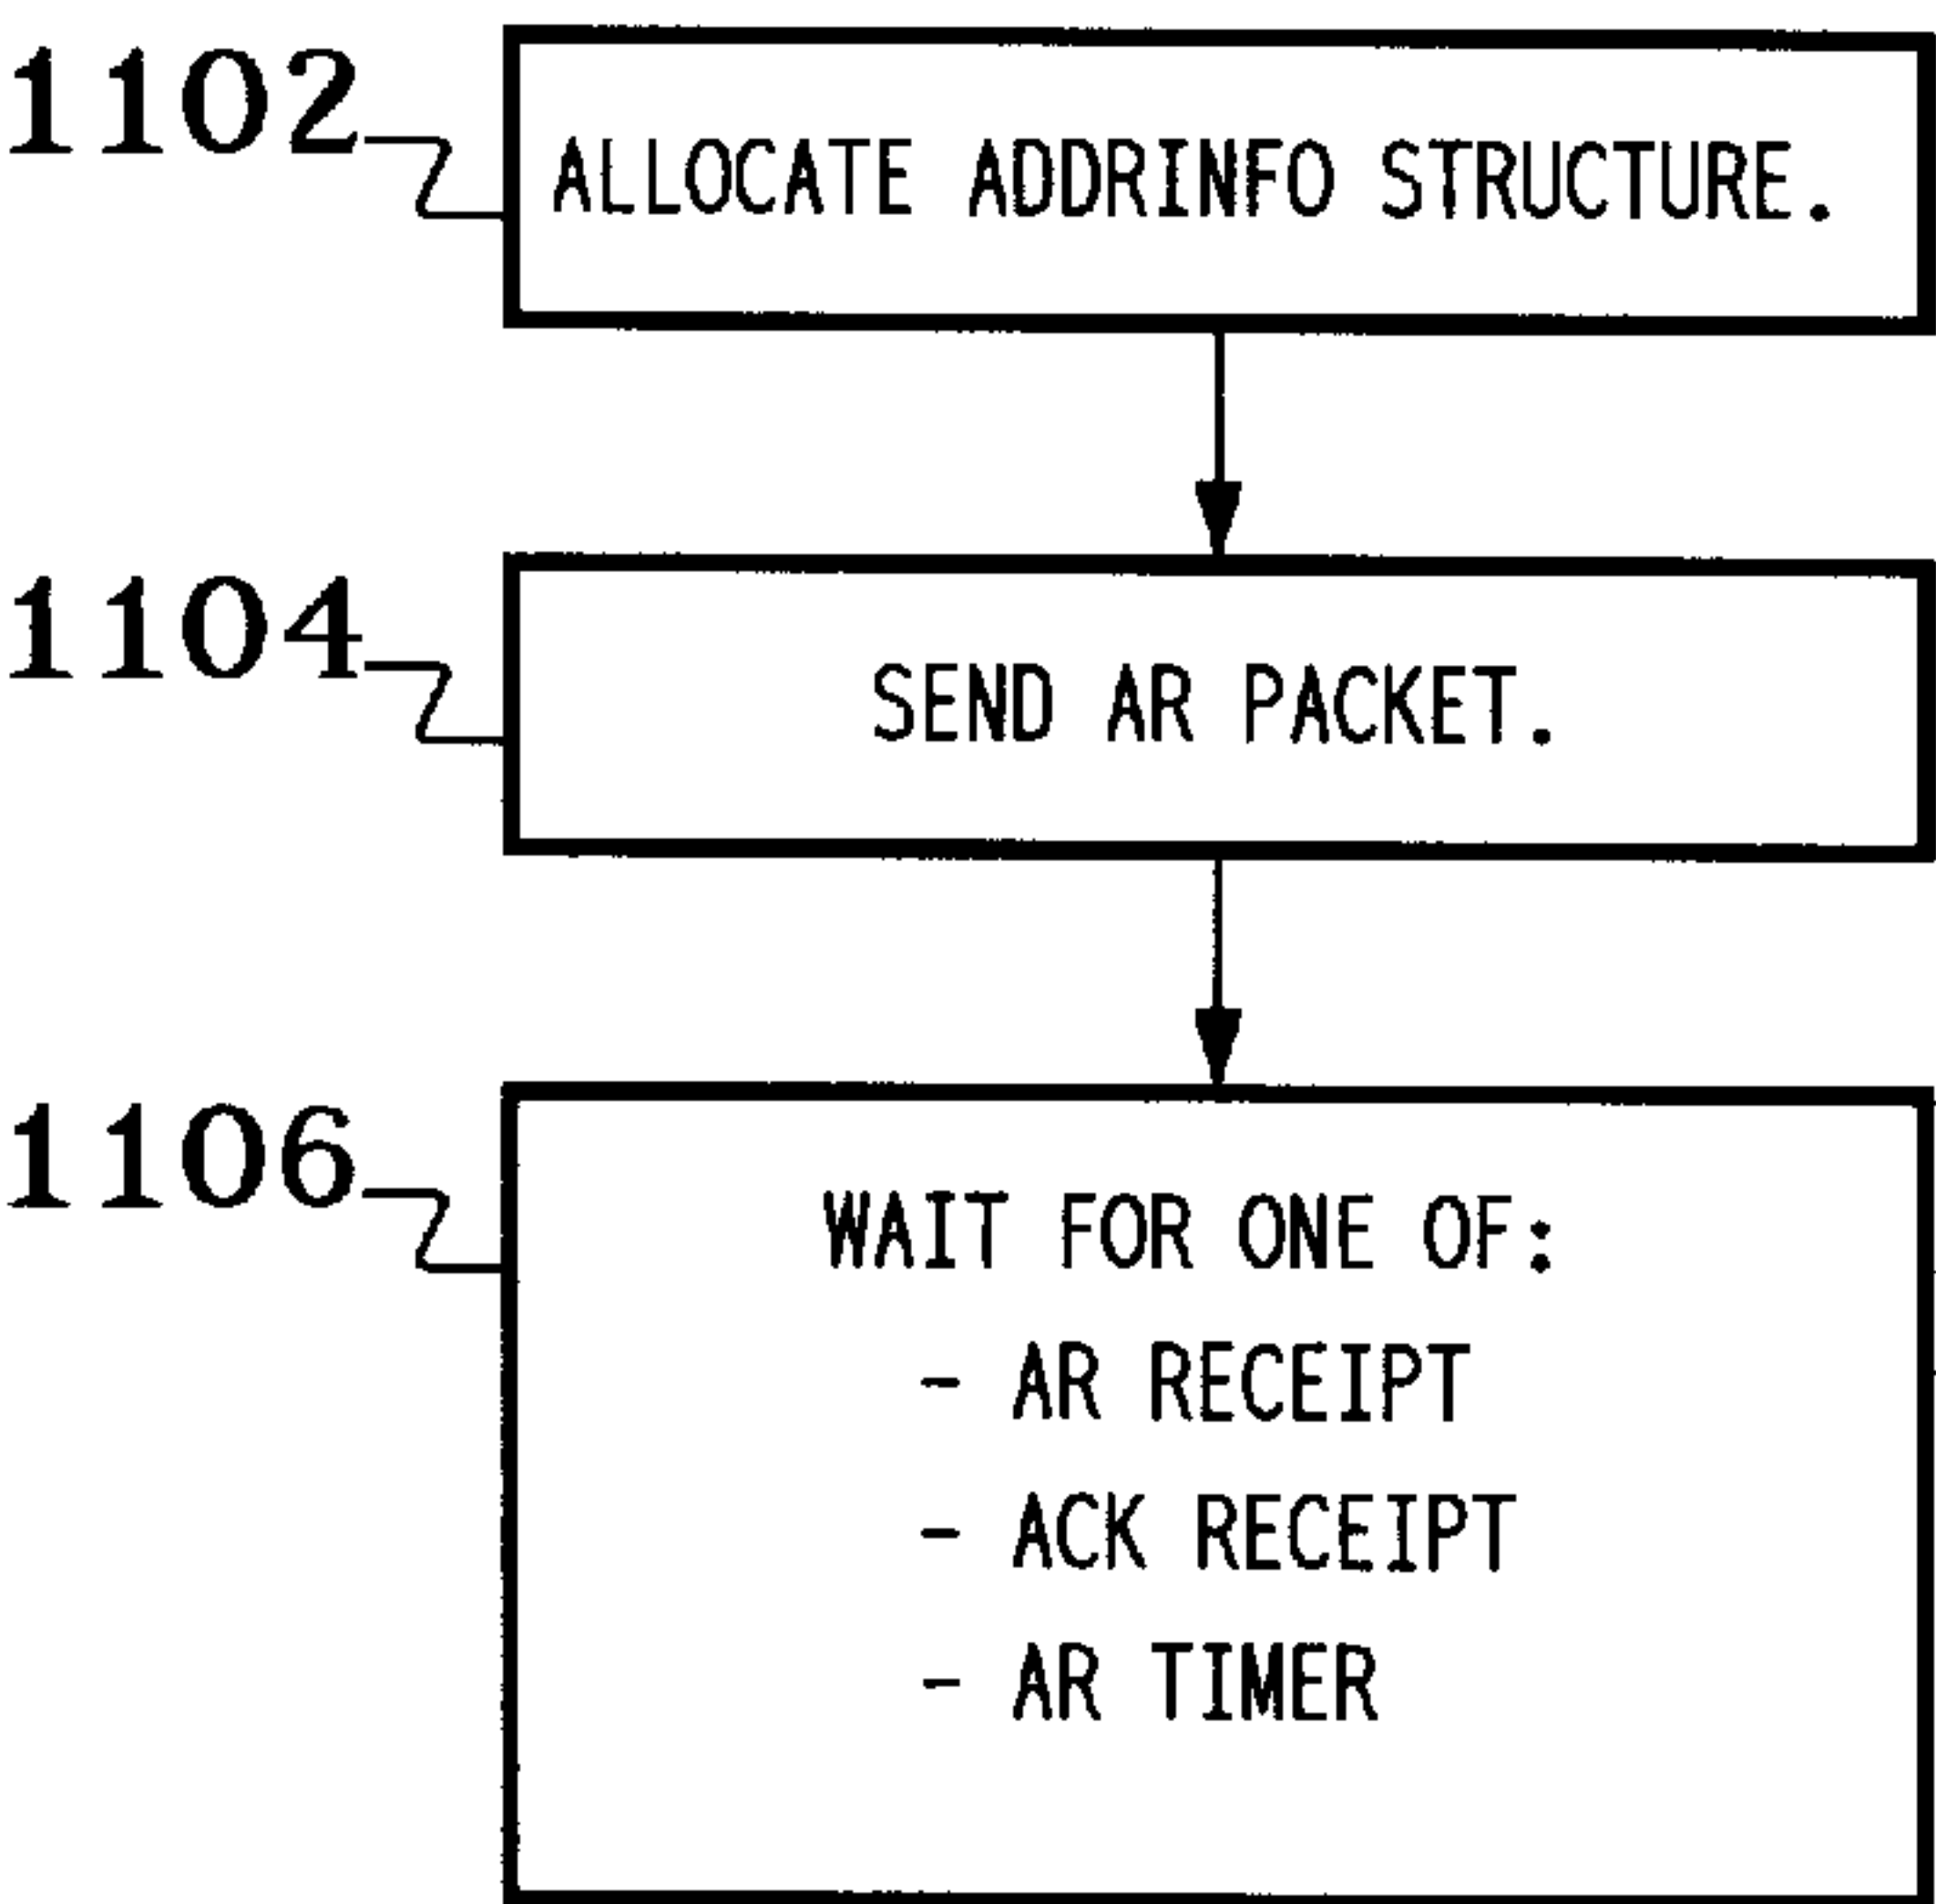 1102
ALLOCATE ADDRINFO STRUCTURE.
1104
SEND AR PACKET.
1106
WAIT FOR ONE OF:
- AR RECEIPT
- ACK RECEIPT
- AR TIMER